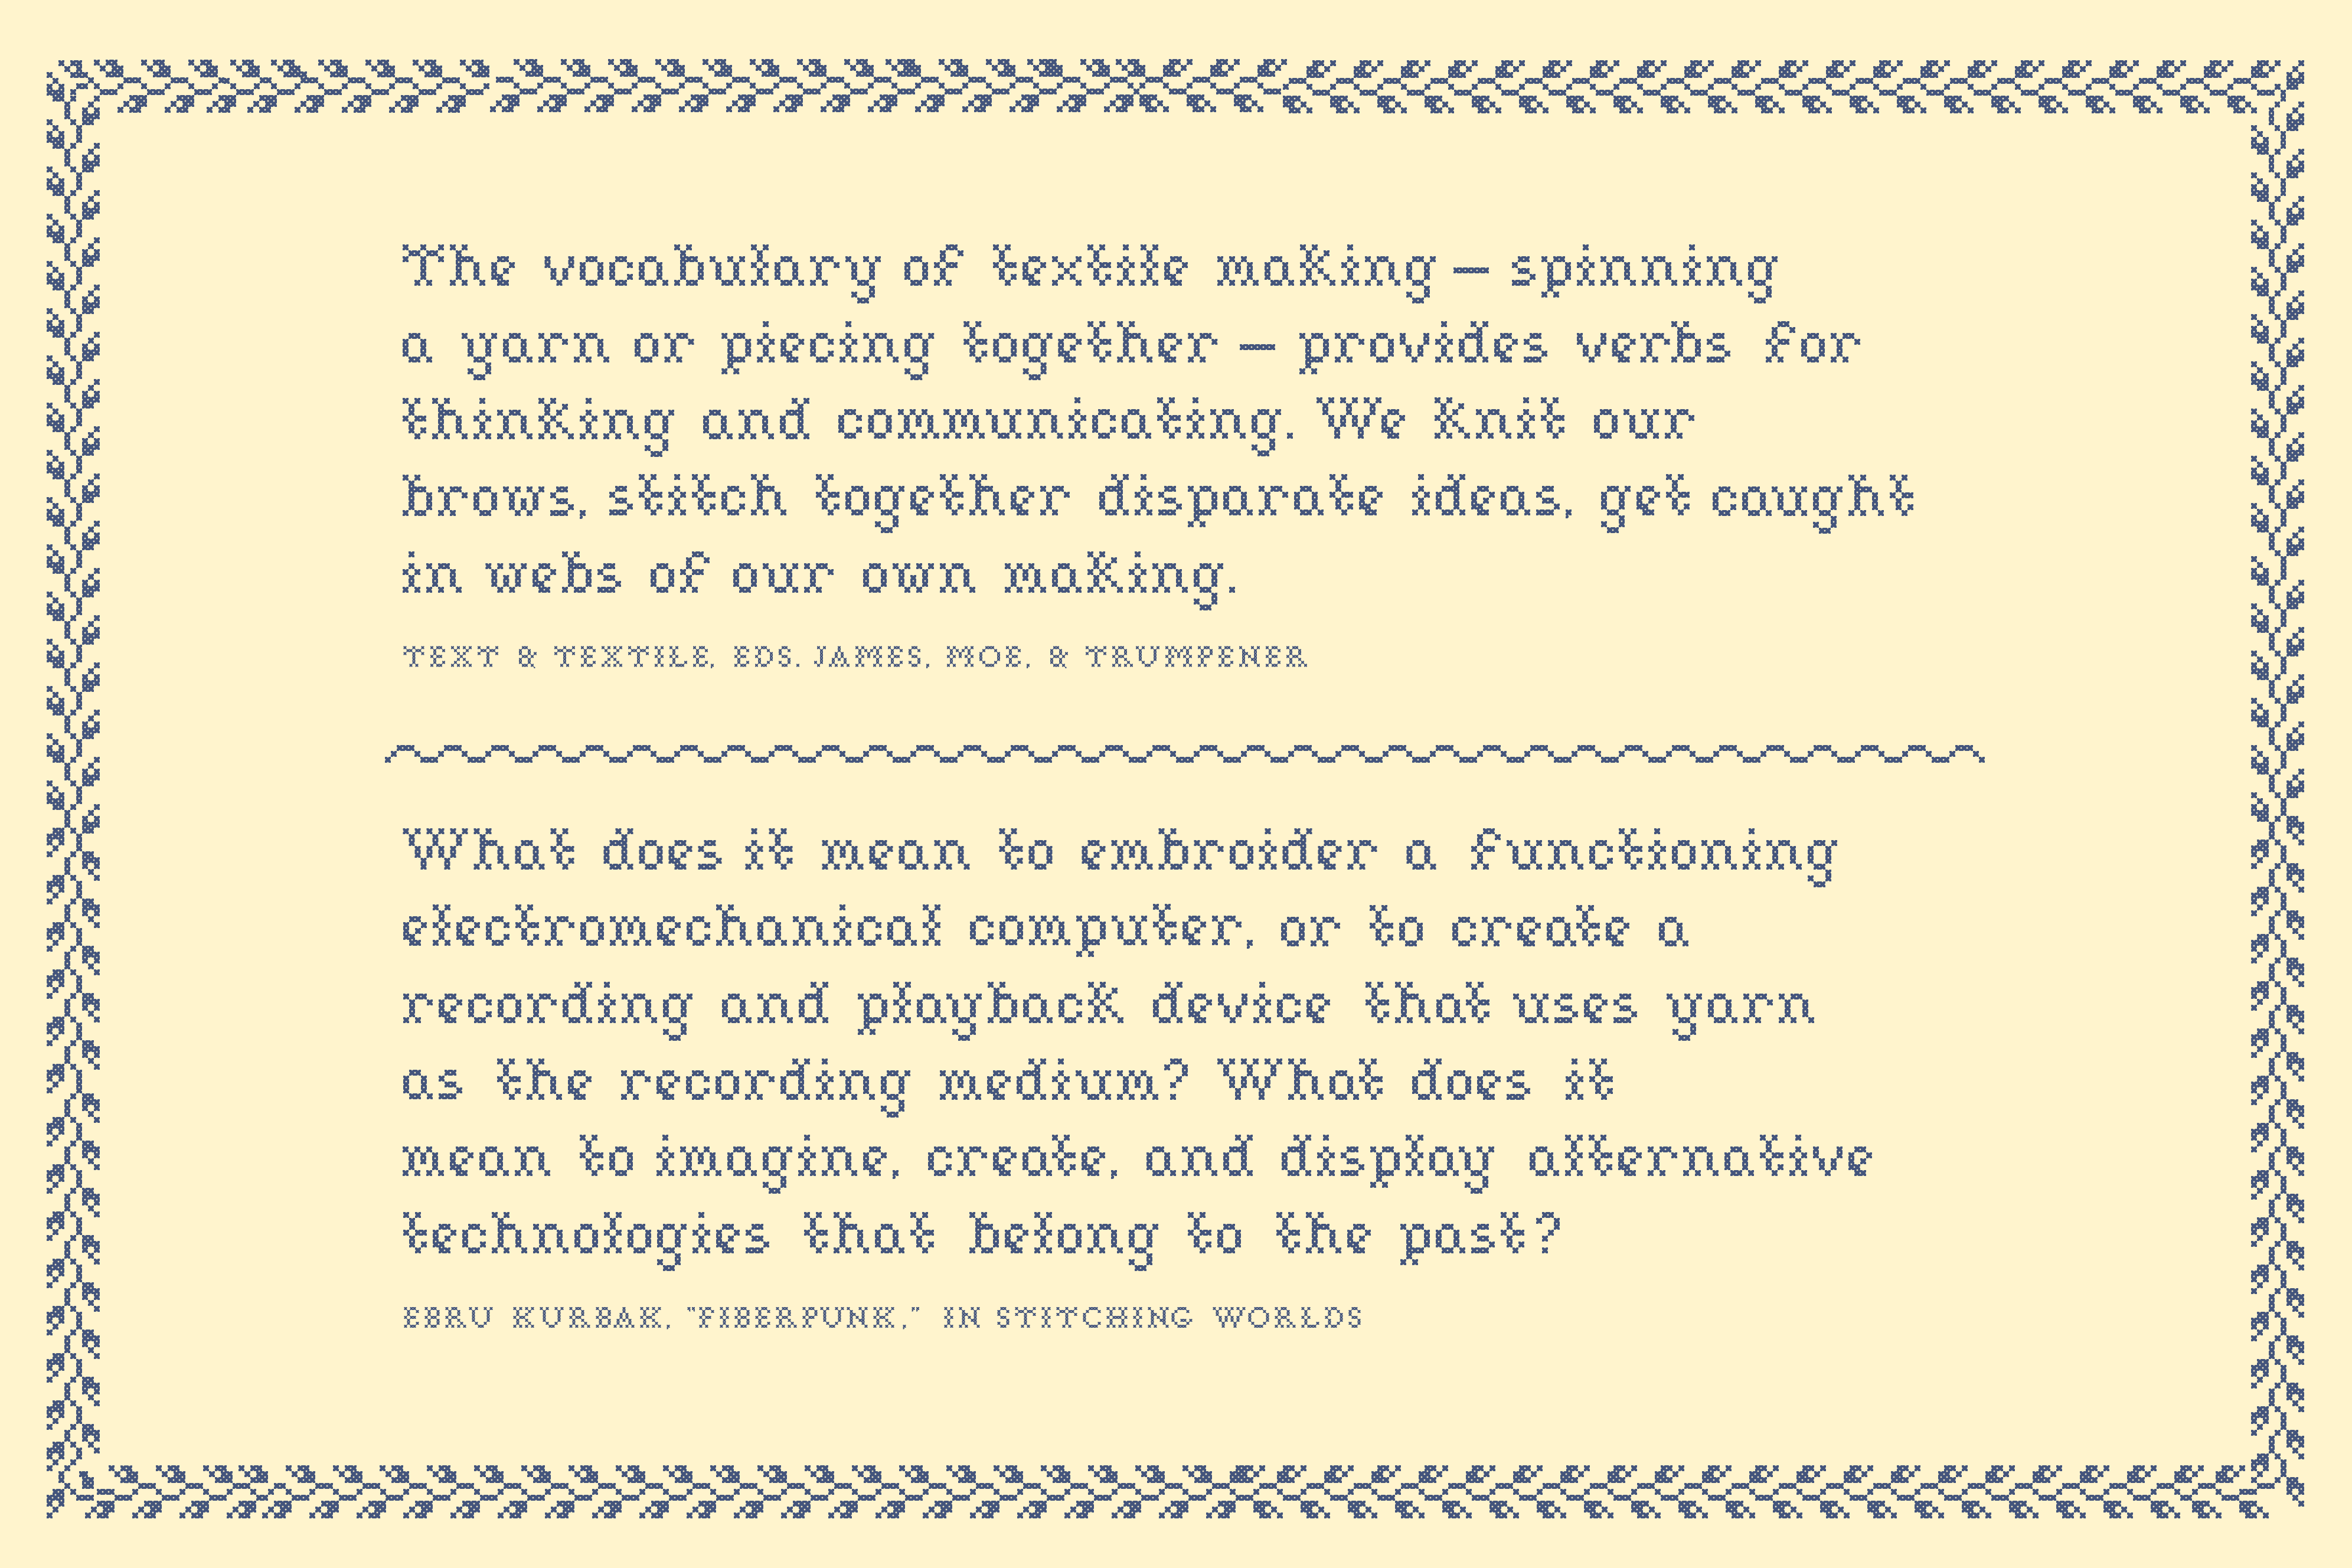 The vocabulary of textile making — spinning
a yarn or piecing together — provides verbs for
thinking and communicating. We knit our
brows, stitch together disparate ideas, get caught
in webs of our own making.
TEXT & TEXTILE, EDS. JAMES, MOE, & TRUMPENER
What does it mean to embroider a functioning
electromechanical computer, or to create a
recording and playback device that uses yarn
as the recording medium? What does it
mean to imagine, create, and display alternative
technologies that belong to the past?
EBRU KURBAK, "FIBERPUNK," IN STITCHING WORLDS